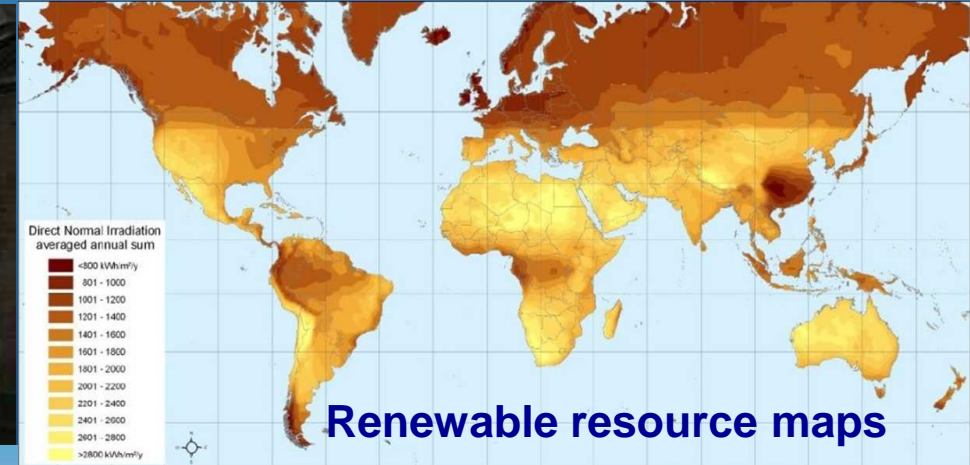 Direct Normal Irradiation
averaged annual sum
<800 kWh/m²/y
801 - 1000
1001 - 1200
1201 - 1400
1401 - 1600
1601 - 1800
1801 - 2000
2001 - 2200
2201 - 2400
2401 - 2600
2601 - 2800
>2800 kWh/m²/y
Renewable resource maps